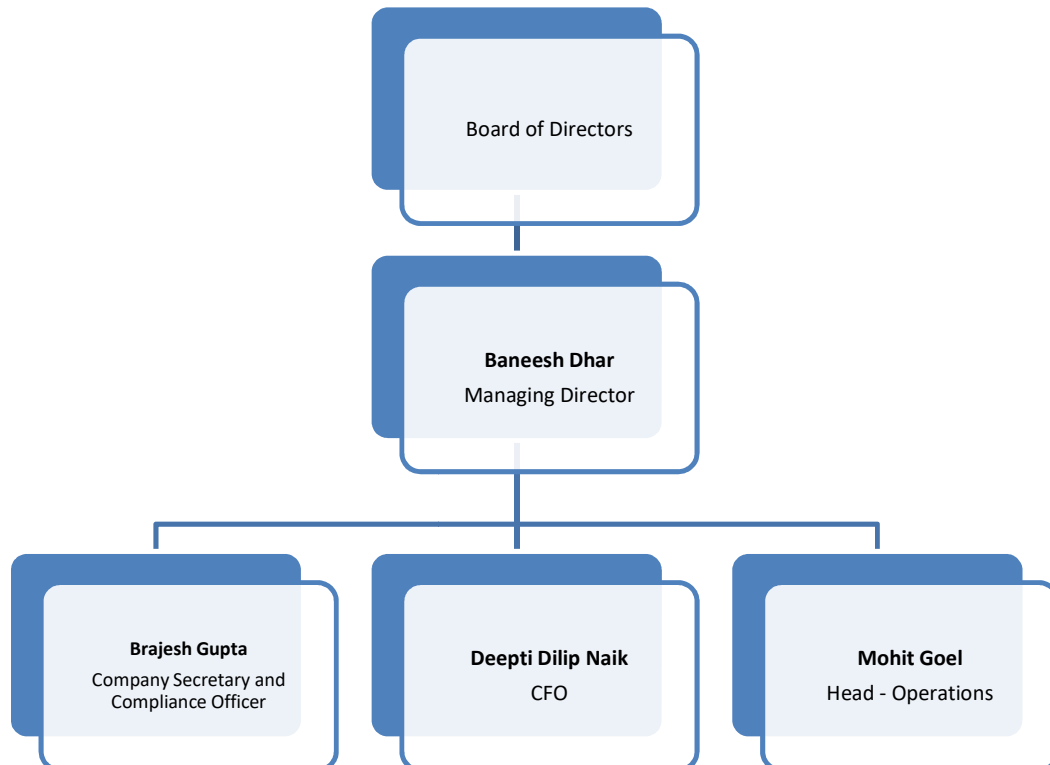 Board of Directors
Baneesh Dhar
Managing Director
Brajesh Gupta
Company Secretary and
Compliance Officer
Deepti Dilip Naik
CFO
Mohit Goel
Head - Operations